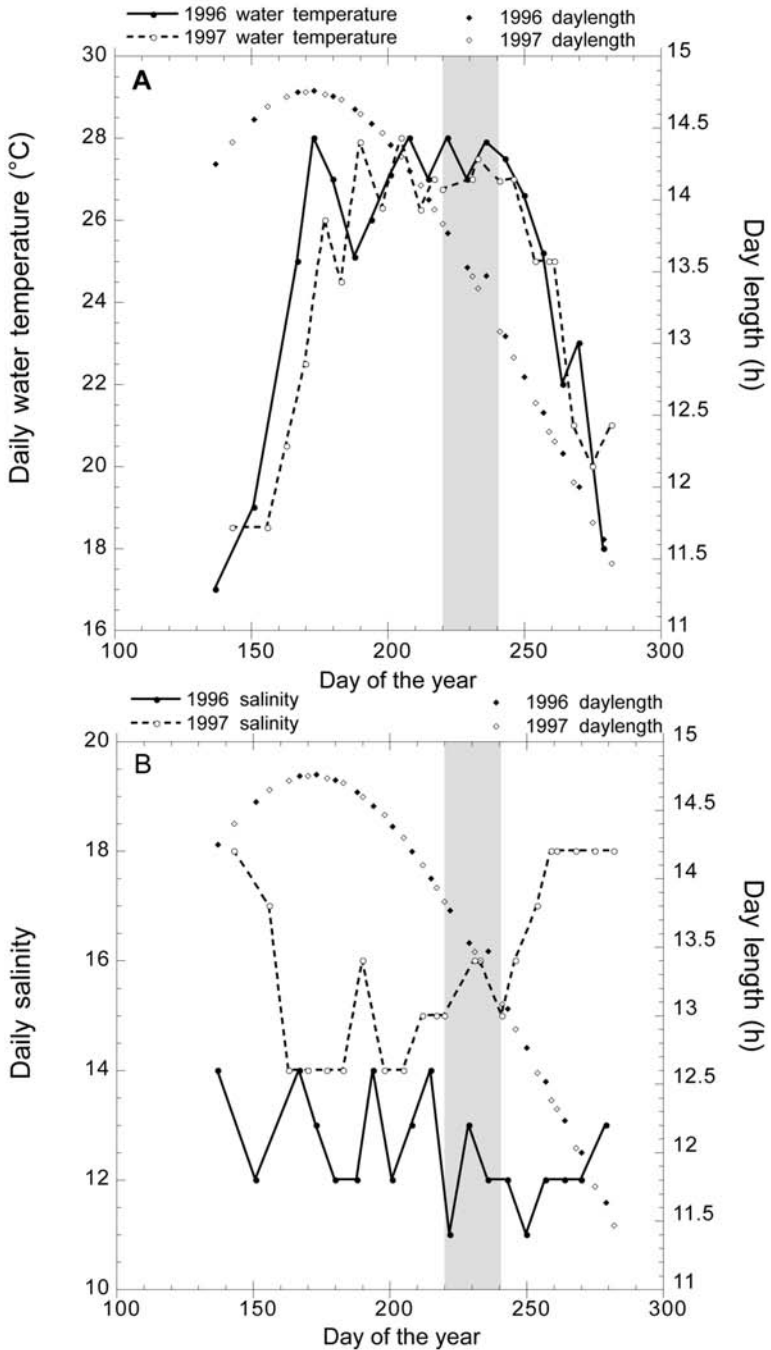 1996 water temperature 1996 daylength
1997 water temperature 1997 daylength
30 15
A
28 14.5
26 14
24 13.5
22 13
20 12.5
12
18 11.5
16 11
Daily water temperature (°C)
Day length (h)
100 150 200 250 300
Day of the year
1996 salinity 1996 daylength
1997 salinity 1997 daylength
20 15
B
18 14.5
14
16 13.5
14 13
12.5
12 12
11.5
10 11
Daily salinity
Day length (h)
100 150 200 250 300
Day of the year